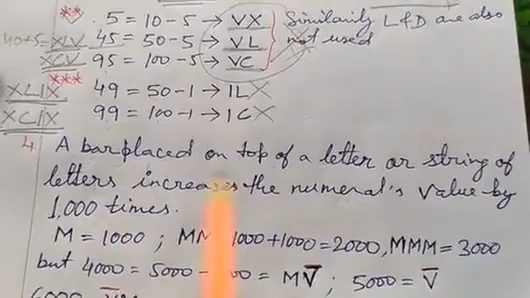 ** . 5 = 10 - 5 → VX Similarily L & D are also
40+5 = XLV 45 = 50 - 5 → VL not used
XCV 95 = 100 - 5 → VC
***
XLIX 49 = 50 - 1 → IL X
XCIX 99 = 100 - 1 → IC X
4. A bar placed on top of a letter or string of
letters increases the numeral's value by
1,000 times.
M = 1000 ; 1000 + 1000 = 2000, MMM = 3000
but 4000 = 5000 - = MV̅ ; 5000 = V̅